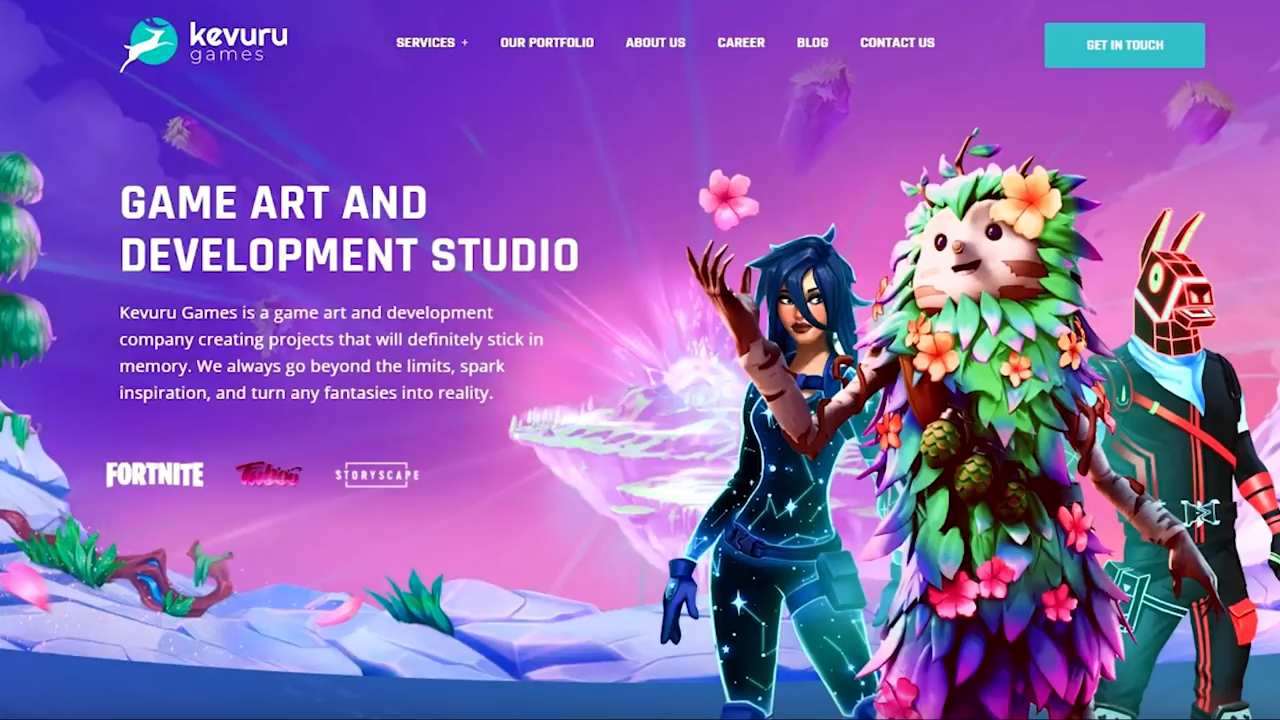 kevuru
games
SERVICES +
OUR PORTFOLIO
ABOUT US
CAREER
BLOG
CONTACT US
GET IN TOUCH
GAME ART AND
DEVELOPMENT STUDIO
Kevuru Games is a game art and development
company creating projects that will definitely stick in
memory. We always go beyond the limits, spark
inspiration, and turn any fantasies into reality.
FORTNITE
Taboo
STORYSCAPE